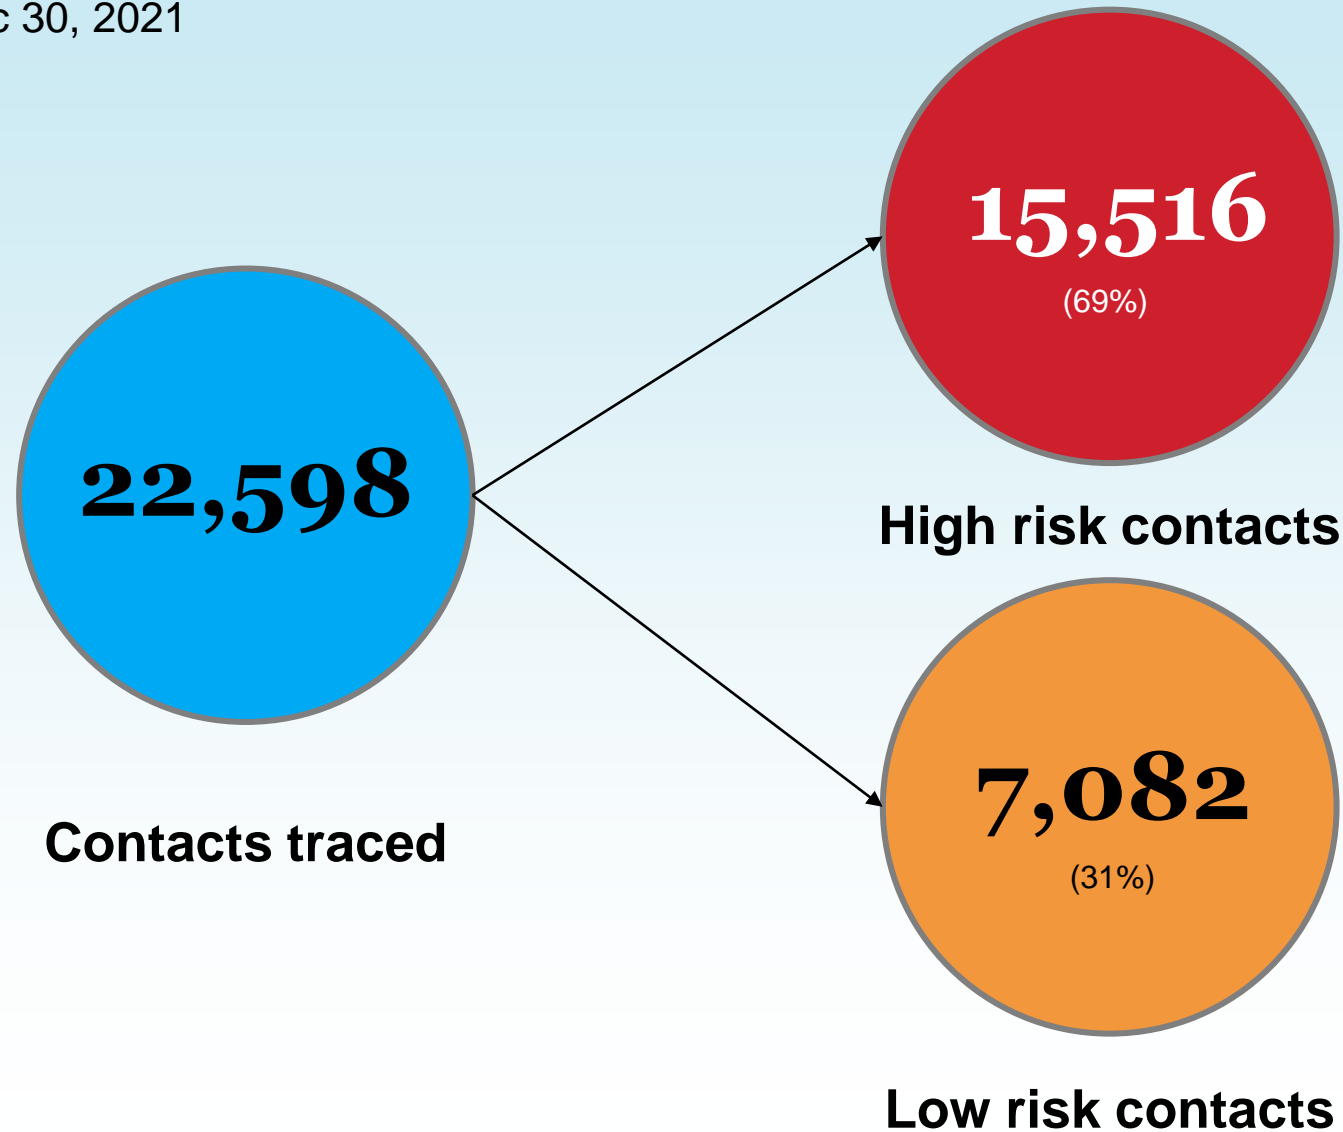 30, 2021
15,516
(69%)
22,598
High risk contacts
7,082
(31%)
Contacts traced
Low risk contacts